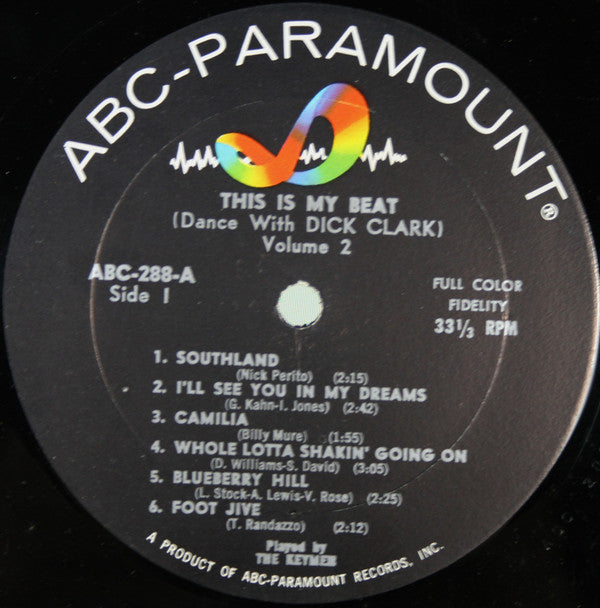 ABC-PARAMOUNT®
THIS IS MY BEAT
(Dance With DICK CLARK)
Volume 2
ABC-288-A
Side 1
FULL COLOR
FIDELITY
33⅓ RPM
1. SOUTHLAND
(Nick Perito) (2:15)
2. I'LL SEE YOU IN MY DREAMS
(G. Kahn-I. Jones) (2:42)
3. CAMILIA
(Billy Mure) (1:55)
4. WHOLE LOTTA SHAKIN' GOING ON
(D. Williams-S. David) (3:05)
5. BLUEBERRY HILL
(L. Stock-A. Lewis-V. Rose) (2:25)
6. FOOT JIVE
(T. Randazzo) (2:12)
Played by
THE KEYMEN
A PRODUCT OF ABC-PARAMOUNT RECORDS, INC.